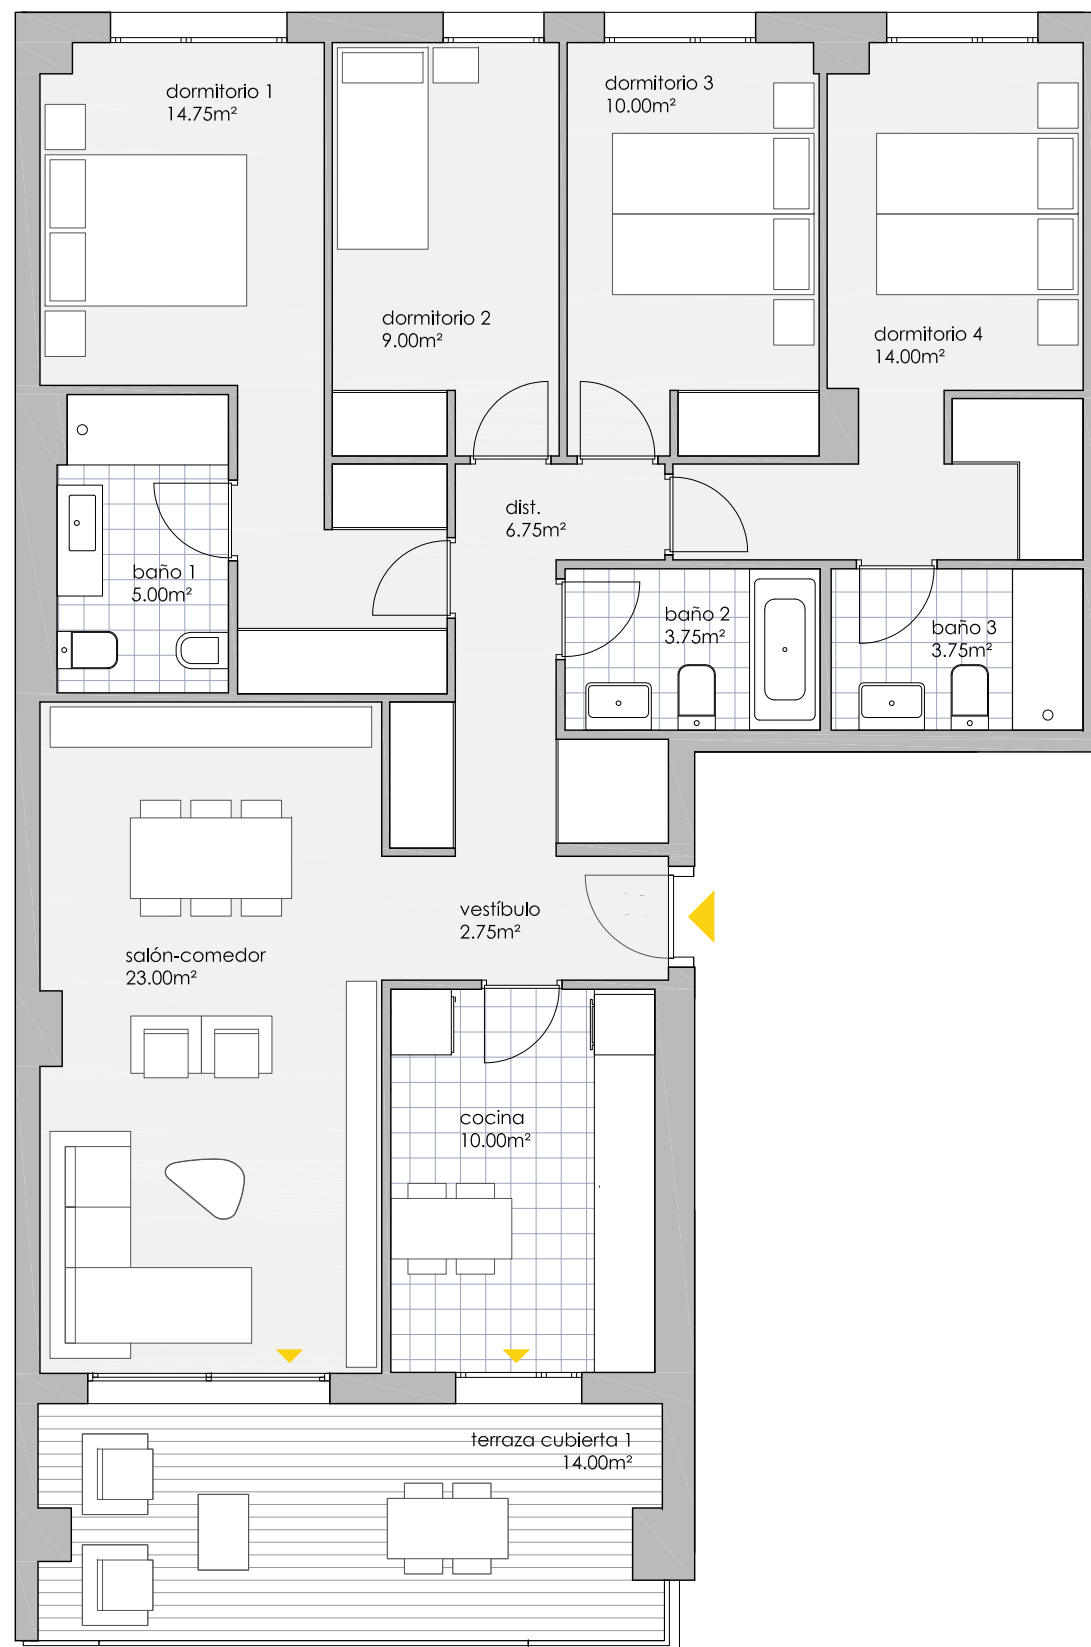 dormitorio 1
14.75m²
dormitorio 3
10.00m²
dormitorio 2
9.00m²
dormitorio 4
14.00m²
dist.
6.75m²
baño 1
5.00m²
baño 2
3.75m²
baño 3
3.75m²
vestíbulo
2.75m²
salón-comedor
23.00m²
cocina
10.00m²
terraza cubierta 1
14.00m²